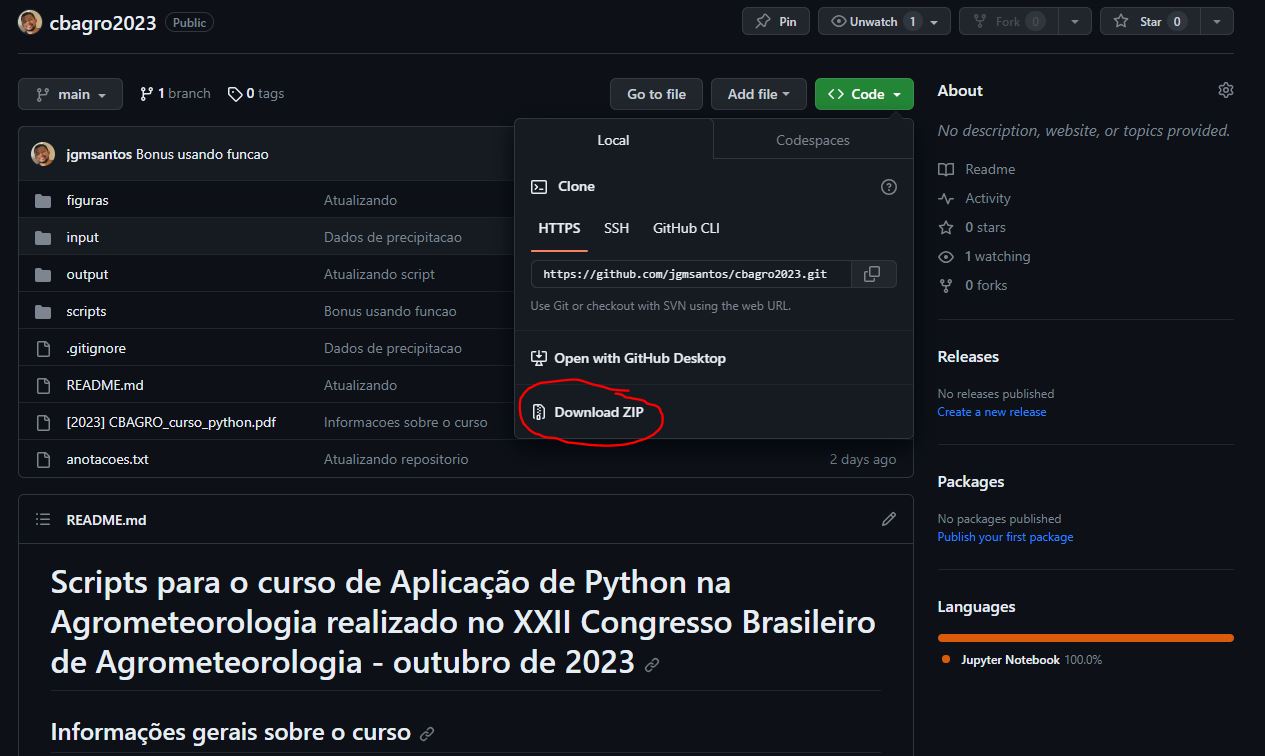 cbagro2023 Public Pin Unwatch 1 Fork 0 Star 0
main 1 branch 0 tags Go to file Add file <> Code
jgmsantos Bonus usando funcao
figuras Atualizando
input Dados de precipitacao
output Atualizando script
scripts Bonus usando funcao
.gitignore Dados de precipitacao
README.md Atualizando
[2023] CBAGRO_curso_python.pdf Informacoes sobre o curso
anotacoes.txt Atualizando repositorio 2 days ago
Local Codespaces
Clone
HTTPS SSH GitHub CLI
https://github.com/jgmsantos/cbagro2023.git
Use Git or checkout with SVN using the web URL.
Open with GitHub Desktop
Download ZIP
README.md
Scripts para o curso de Aplicação de Python na
Agrometeorologia realizado no XXII Congresso Brasileiro
de Agrometeorologia - outubro de 2023
Informações gerais sobre o curso
About
No description, website, or topics provided.
Readme
Activity
0 stars
1 watching
0 forks
Releases
No releases published
Create a new release
Packages
No packages published
Publish your first package
Languages
Jupyter Notebook 100.0%